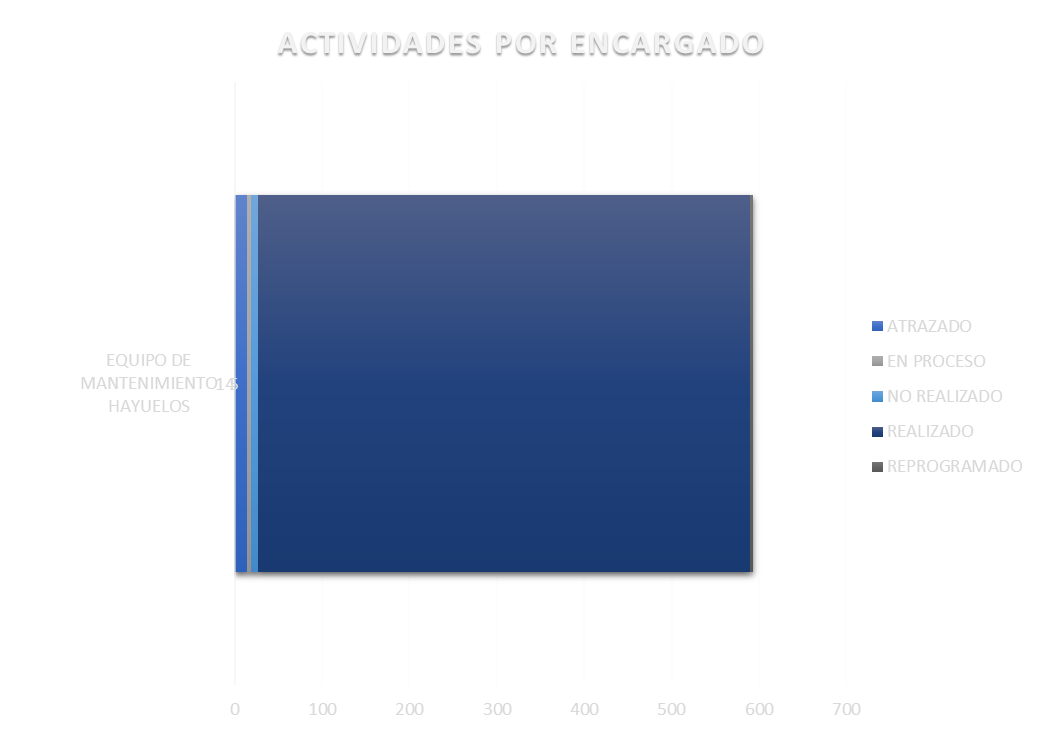 ACTIVIDADES POR ENCARGADO
EQUIPO DE
MANTENIMIENTO
HAYUELOS
ATRAZADO
EN PROCESO
NO REALIZADO
REALIZADO
REPROGRAMADO
0 100 200 300 400 500 600 700